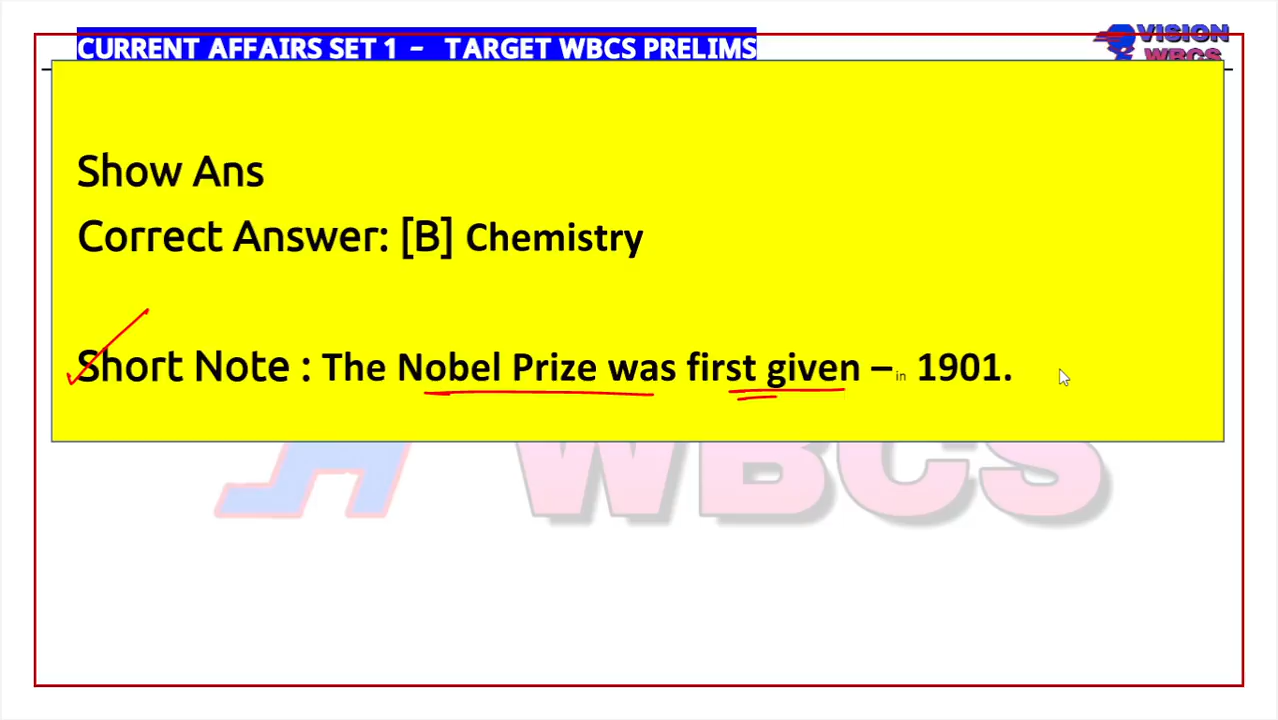 CURRENT AFFAIRS SET 1 – TARGET WBCS PRELIMS
VISION
WBCS
Show Ans
Correct Answer: [B] Chemistry
Short Note : The Nobel Prize was first given – in 1901.
WBCS